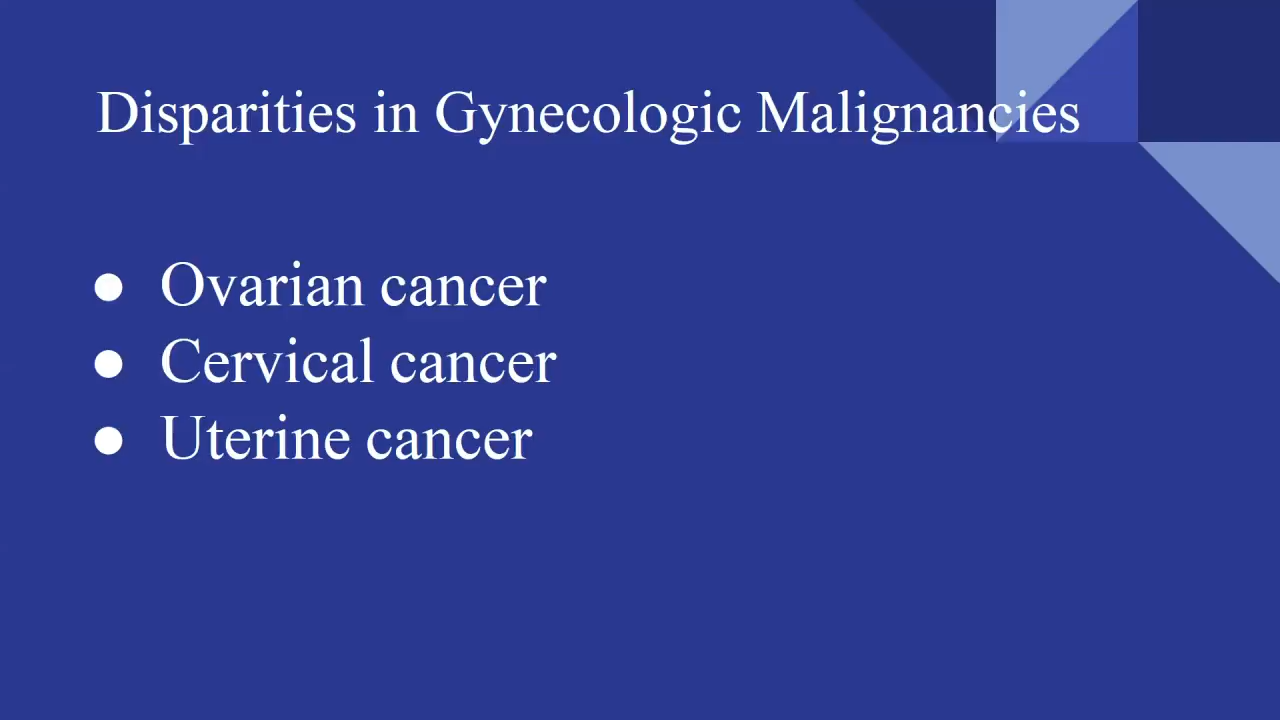 Disparities in Gynecologic Malignancies
● Ovarian cancer
● Cervical cancer
● Uterine cancer